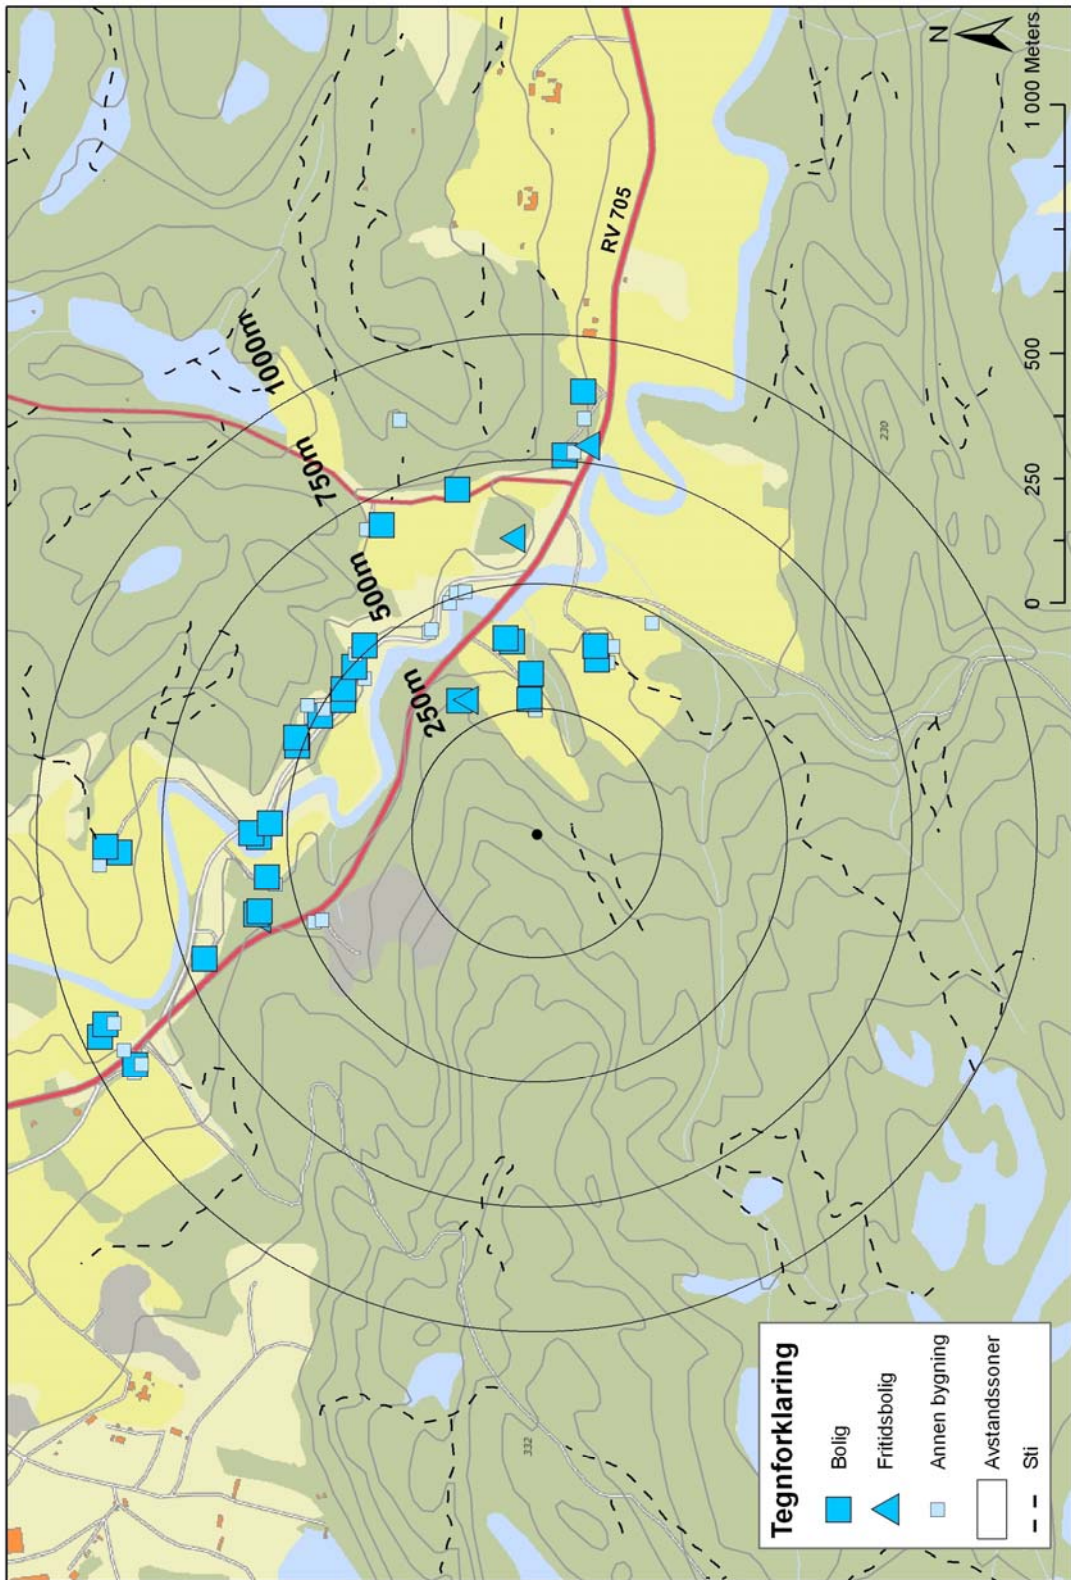 1000m
750m
500m
250m
RV 705
N
0 250 500 1 000 Meters
230
332
Tegnforklaring
Bolig
Fritidsbolig
Annen bygning
Avstandssoner
Sti